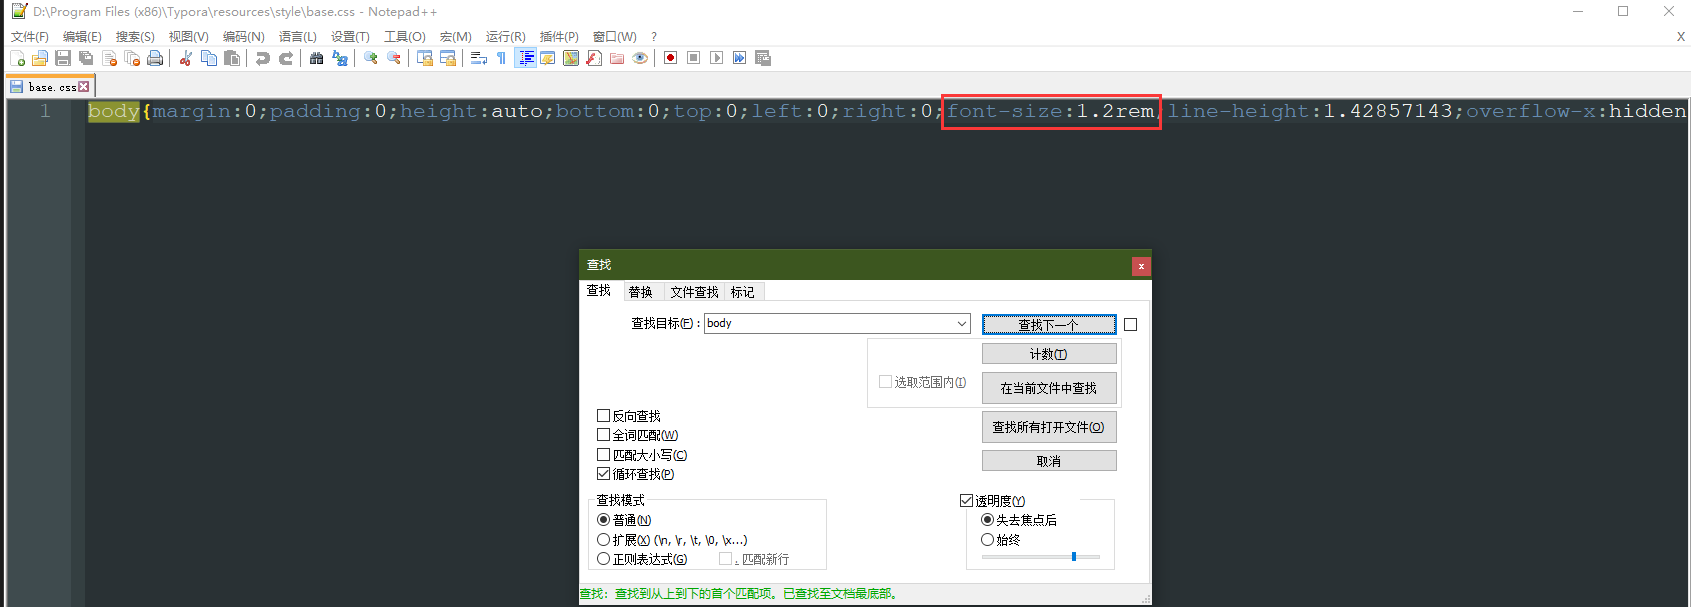 D:\Program Files (x86)\Typora\resources\style\base.css - Notepad++
文件(F) 编辑(E) 搜索(S) 视图(V) 编码(N) 语言(L) 设置(T) 工具(O) 宏(M) 运行(R) 插件(P) 窗口(W) ? X
base.css
1 body{margin:0;padding:0;height:auto;bottom:0;top:0;left:0;right:0;font-size:1.2rem;line-height:1.42857143;overflow-x:hidden
查找
查找 替换 文件查找 标记
查找目标(F) : body 查找下一个
计数(T)
选取范围内(I) 在当前文件中查找
查找所有打开文件(O)
反向查找
全词匹配(W)
匹配大小写(C) 取消
循环查找(P)
查找模式 透明度(Y)
普通(N) 失去焦点后
扩展(X) (\n, \r, \t, \0, \x...) 始终
正则表达式(G) . 匹配新行
查找: 查找到从上到下的首个匹配项。已查找至文档最底部。